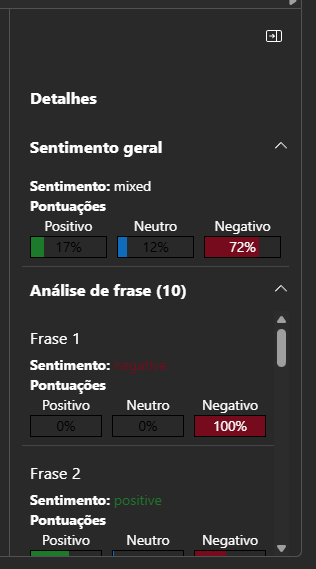 Detalhes
Sentimento geral
Sentimento: mixed
Pontuações
Positivo Neutro Negativo
17% 12% 72%
Análise de frase (10)
Frase 1
Sentimento: negative
Pontuações
Positivo Neutro Negativo
0% 0% 100%
Frase 2
Sentimento: positive
Pontuações
Positivo Neutro Negativo